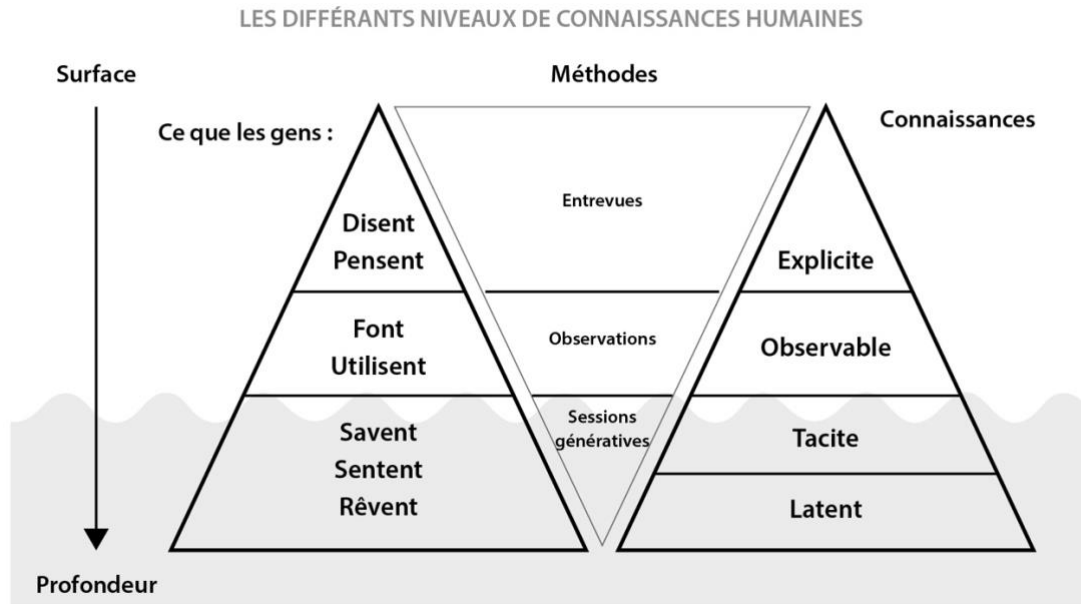 LES DIFFÉRANTS NIVEAUX DE CONNAISSANCES HUMAINES
Surface
Méthodes
Ce que les gens :
Connaissances
Entrevues
Disent
Pensent
Explicite
Font
Utilisent
Observations
Observable
Savent
Sentent
Rêvent
Sessions
génératives
Tacite
Latent
Profondeur